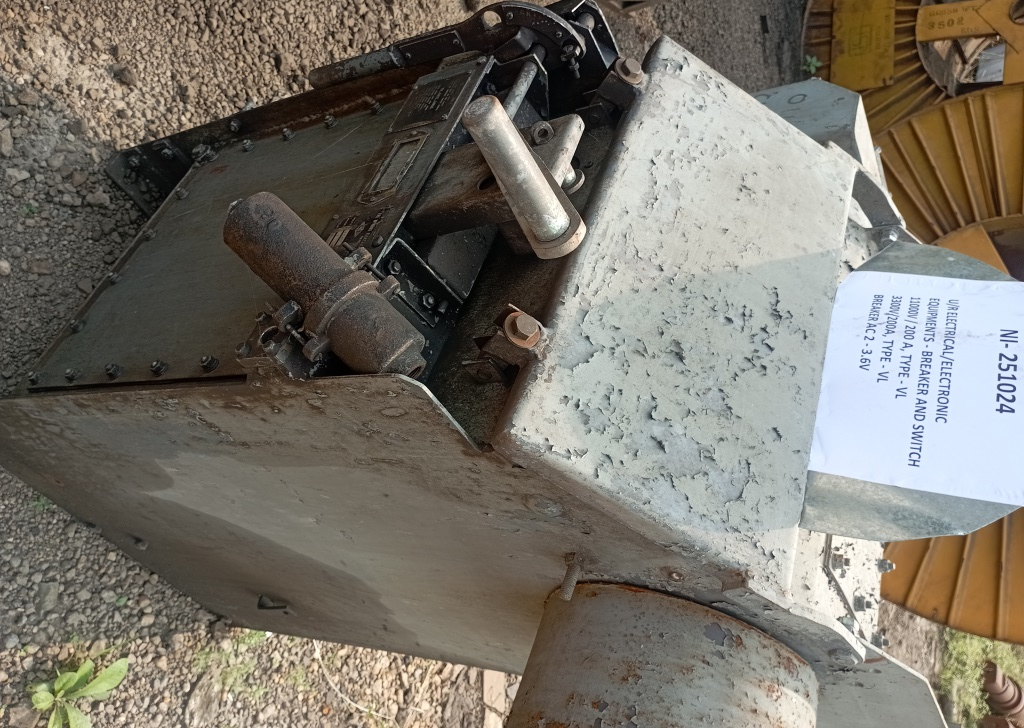 NI- 251024
U/R ELECTRICAL/ELECTRONIC
EQUIPMENTS - BREAKER AND SWITCH
11000V / 200 A, TYPE - VL
3300V/200A, TYPE - VL
BREAKER AC 2 - 3.6V